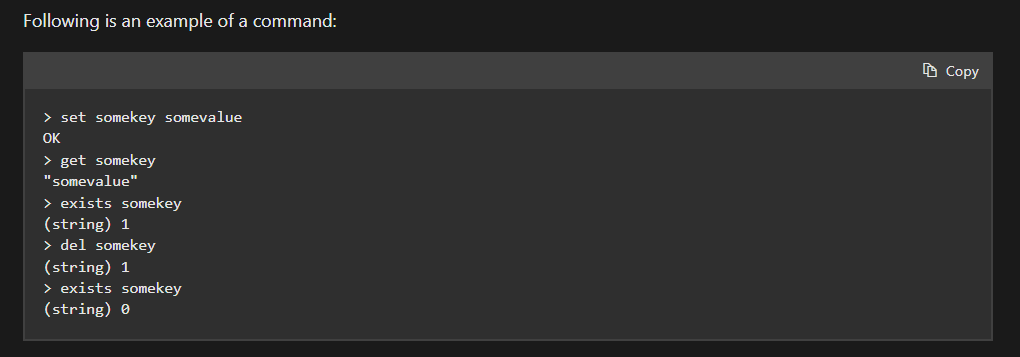 Following is an example of a command:
Copy
> set somekey somevalue
OK
> get somekey
"somevalue"
> exists somekey
(string) 1
> del somekey
(string) 1
> exists somekey
(string) 0